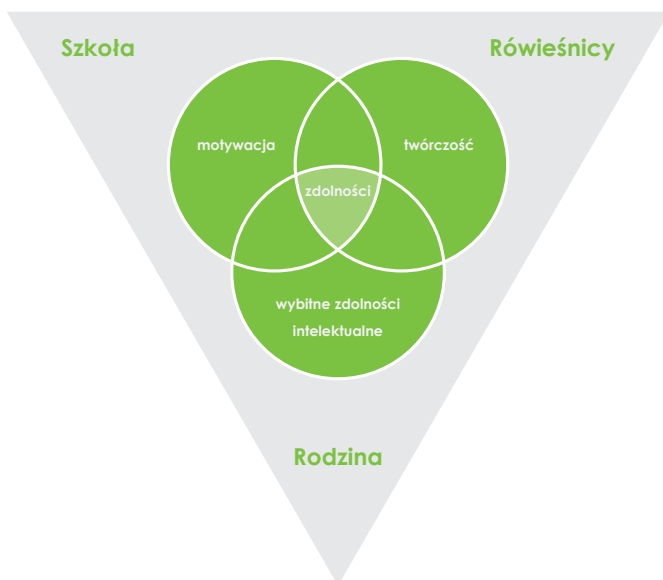 Szkoła
Rówieśnicy
motywacja
twórczość
zdolności
wybitne zdolności
intelektualne
Rodzina